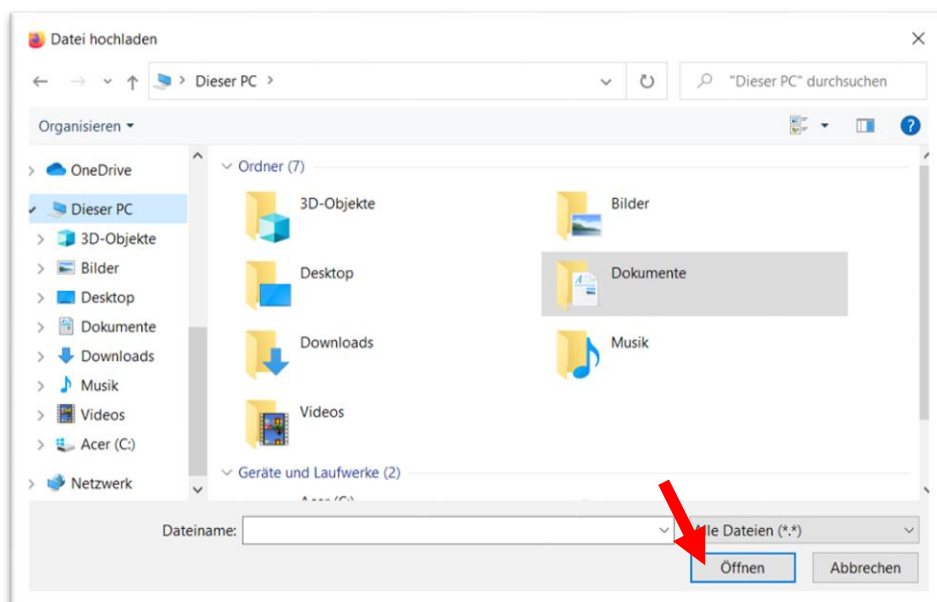 Datei hochladen
Dieser PC
"Dieser PC" durchsuchen
Organisieren
OneDrive
Dieser PC
3D-Objekte
Bilder
Desktop
Dokumente
Downloads
Musik
Videos
Acer (C:)
Netzwerk
Ordner (7)
3D-Objekte
Bilder
Desktop
Dokumente
Downloads
Musik
Videos
Geräte und Laufwerke (2)
Acer (C:)
Dateiname:
Dateien (*.*)
Öffnen
Abbrechen